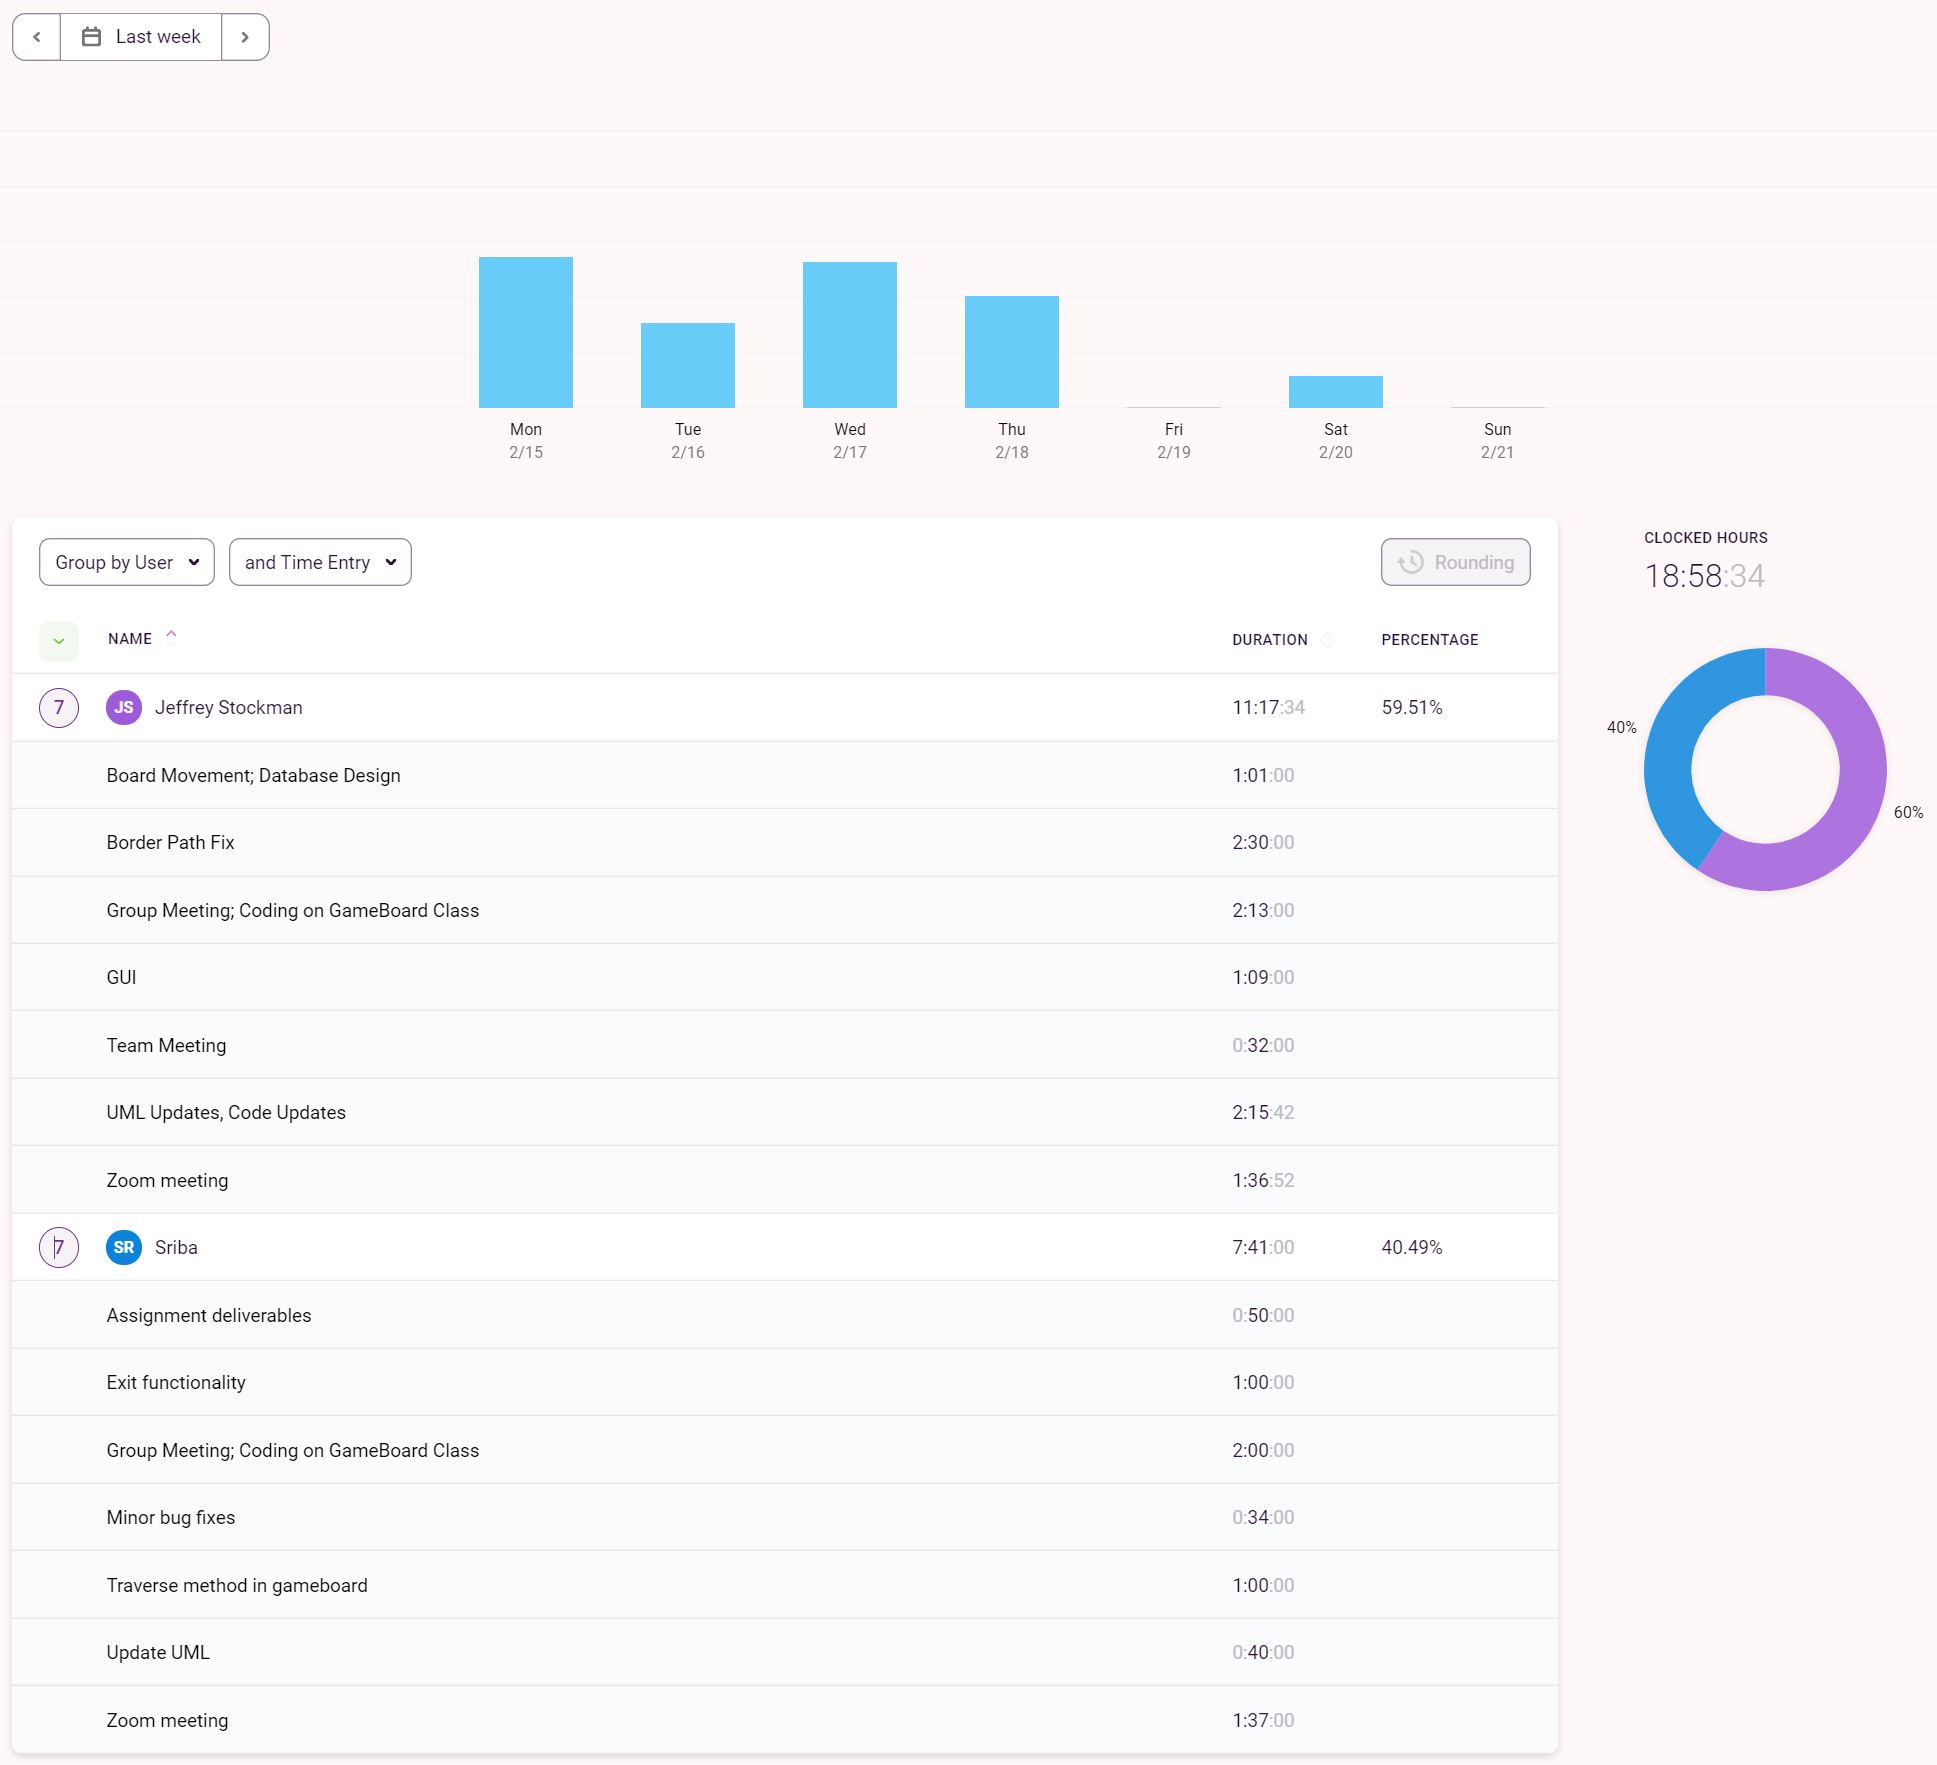 Last week
Mon Tue Wed Thu Fri Sat Sun
2/15 2/16 2/17 2/18 2/19 2/20 2/21
Group by User and Time Entry Rounding
NAME DURATION PERCENTAGE
7 JS Jeffrey Stockman 11:17:34 59.51%
Board Movement; Database Design 1:01:00
Border Path Fix 2:30:00
Group Meeting; Coding on GameBoard Class 2:13:00
GUI 1:09:00
Team Meeting 0:32:00
UML Updates, Code Updates 2:15:42
Zoom meeting 1:36:52
7 SR Sriba 7:41:00 40.49%
Assignment deliverables 0:50:00
Exit functionality 1:00:00
Group Meeting; Coding on GameBoard Class 2:00:00
Minor bug fixes 0:34:00
Traverse method in gameboard 1:00:00
Update UML 0:40:00
Zoom meeting 1:37:00
CLOCKED HOURS
18:58:34
40%
60%